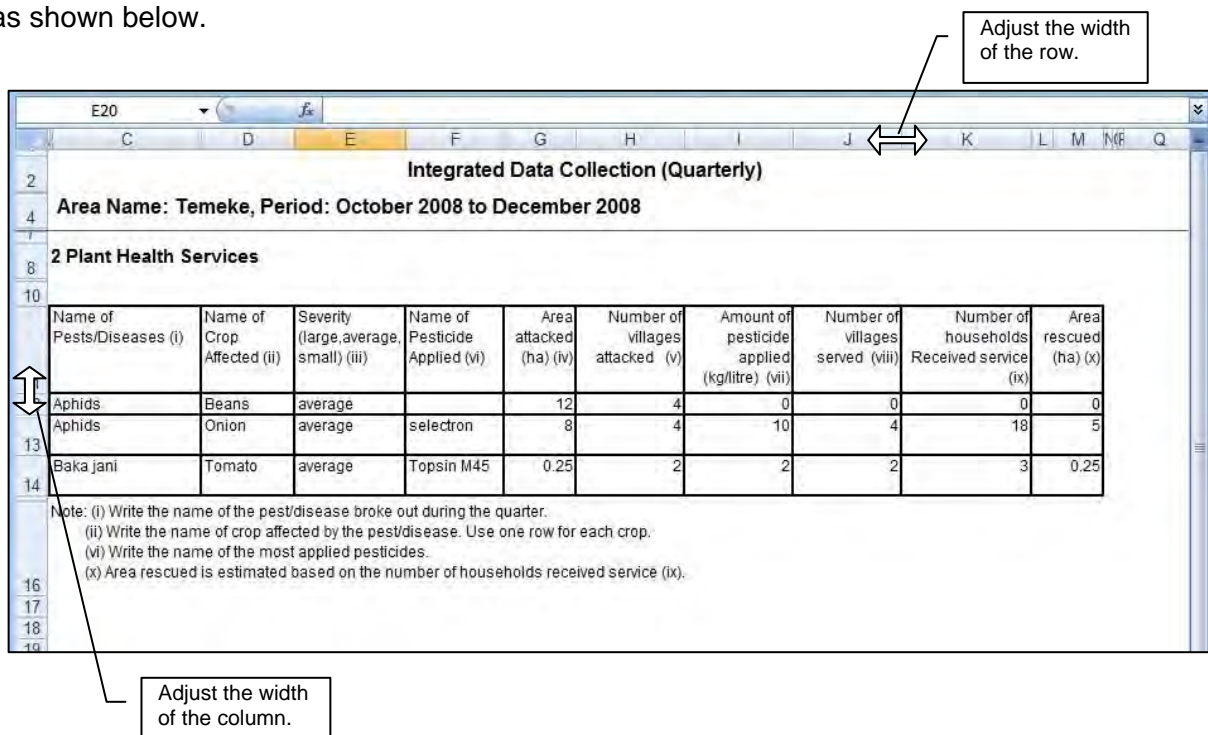 as shown below.
Adjust the width
of the row.
E20 fx
C D E F G H I J K L M Q
2 Integrated Data Collection (Quarterly)
4 Area Name: Temeke, Period: October 2008 to December 2008
7
8 2 Plant Health Services
10
Name of Name of Severity Name of Area Number of Amount of Number of Number of Area
Pests/Diseases (i) Crop (large,average, Pesticide attacked villages pesticide villages households rescued
Affected (ii) small) (iii) Applied (vi) (ha) (iv) attacked (v) applied served (viii) Received service (ha) (x)
(kg/litre) (vii) (ix)
Aphids Beans average 12 4 0 0 0 0
Aphids Onion average selectron 8 4 10 4 18 5
13
Baka jani Tomato average Topsin M45 0.25 2 2 2 3 0.25
14
Note: (i) Write the name of the pest/disease broke out during the quarter.
(ii) Write the name of crop affected by the pest/disease. Use one row for each crop.
(vi) Write the name of the most applied pesticides.
(x) Area rescued is estimated based on the number of households received service (ix).
16
17
18
19
Adjust the width
of the column.